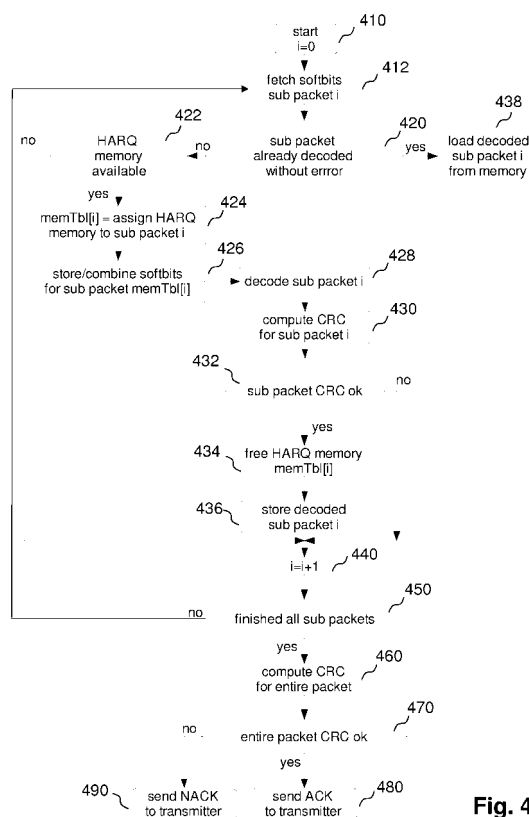 start
i=0
410
fetch softbits
sub packet i
412
422
438
no
HARQ
memory
available
no
sub packet
already decoded
without errror
420
yes
load decoded
sub packet i
from memory
yes
424
memTbl[i] = assign HARQ
memory to sub packet i
426
store/combine softbits
for sub packet memTbl[i]
decode sub packet i
428
compute CRC
for sub packet i
430
432
sub packet CRC ok
no
yes
434
free HARQ memory
memTbl[i]
436
store decoded
sub packet i
i=i+1
440
450
no
finished all sub packets
yes
compute CRC
for entire packet
460
470
no
entire packet CRC ok
yes
490
send NACK
to transmitter
send ACK
to transmitter
480
Fig. 4